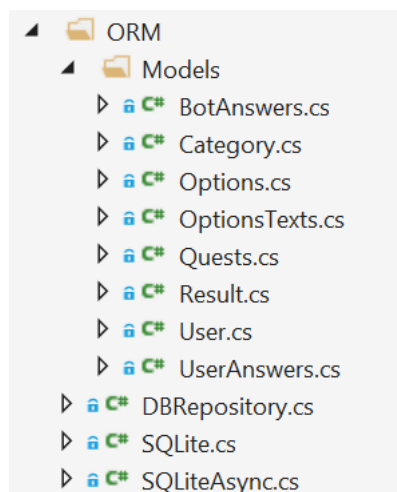 ORM
Models
C# BotAnswers.cs
C# Category.cs
C# Options.cs
C# OptionsTexts.cs
C# Quests.cs
C# Result.cs
C# User.cs
C# UserAnswers.cs
C# DBRepository.cs
C# SQLite.cs
C# SQLiteAsync.cs